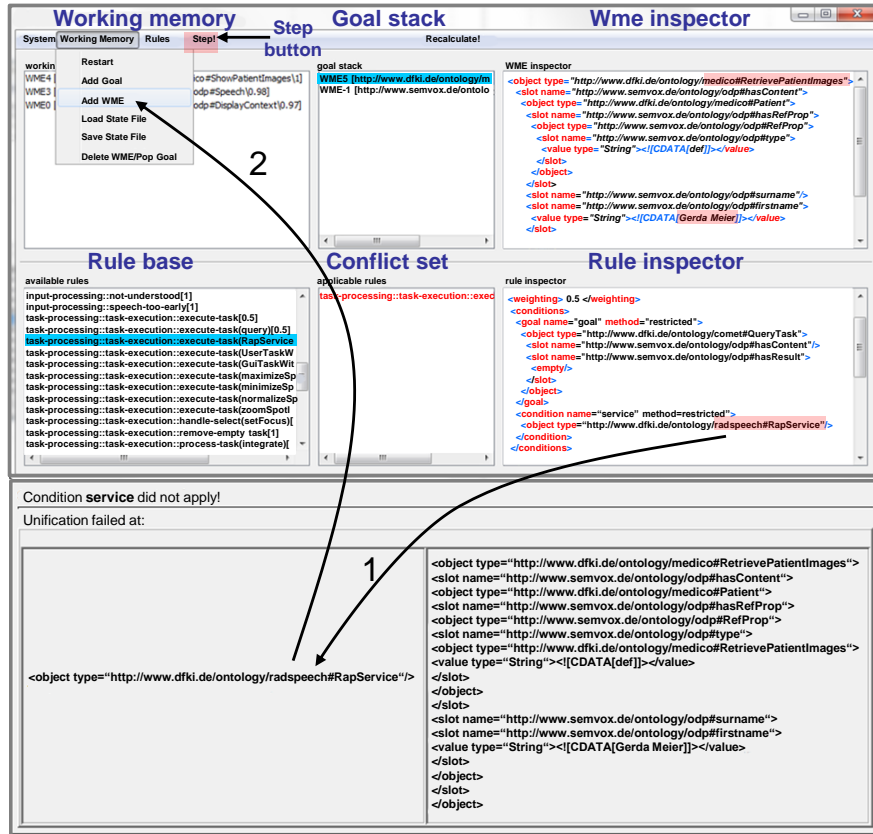 Working memory
Goal stack
Wme inspector
System
Working Memory
Rules
Step!
Step
button
Recalculate!
workin
WME4 [
ico#ShowPatientImages\1]
WME3 [
odp#Speech\0.98]
WME0 [
odp#DisplayContext\0.97]
Restart
Add Goal
Add WME
Load State File
Save State File
Delete WME/Pop Goal
2
goal stack
WME5 [http://www.dfki.de/ontology/m
WME-1 [http://www.semvox.de/ontolo
WME inspector
<object type="http://www.dfki.de/ontology/medico#RetrievePatientImages">
<slot name="http://www.semvox.de/ontology/odp#hasContent">
<object type="http://www.dfki.de/ontology/medico#Patient">
<slot name="http://www.semvox.de/ontology/odp#hasRefProp">
<object type="http://www.semvox.de/ontology/odp#RefProp">
<slot name="http://www.semvox.de/ontology/odp#type">
<value type="String"><![CDATA[def]]></value>
</slot>
</object>
</slot>
<slot name="http://www.semvox.de/ontology/odp#surname"/>
<slot name="http://www.semvox.de/ontology/odp#firstname">
<value type="String"><![CDATA[Gerda Meier]]></value>
</slot>
Rule base
Conflict set
Rule inspector
available rules
input-processing::not-understood[1]
input-processing::speech-too-early[1]
task-processing::task-execution::execute-task[0.5]
task-processing::task-execution::execute-task(query)[0.5]
task-processing::task-execution::execute-task(RapService
task-processing::task-execution::execute-task(UserTaskW
task-processing::task-execution::execute-task(GuiTaskWit
task-processing::task-execution::execute-task(maximizeSp
task-processing::task-execution::execute-task(minimizeSp
task-processing::task-execution::execute-task(normalizeSp
task-processing::task-execution::execute-task(zoomSpotl
task-processing::task-execution::handle-select(setFocus)[
task-processing::task-execution::remove-empty task[1]
task-processing::task-execution::process-task(integrate)[
applicable rules
task-processing::task-execution::exec
rule inspector
<weighting> 0.5 </weighting>
<conditions>
<goal name="goal" method="restricted">
<object type="http://www.dfki.de/ontology/comet#QueryTask">
<slot name="http://www.semvox.de/ontology/odp#hasContent"/>
<slot name="http://www.semvox.de/ontology/odp#hasResult">
<empty/>
</slot>
</object>
</goal>
<condition name=“service” method=restricted">
<object type="http://www.dfki.de/ontology/radspeech#RapService"/>
</condition>
</conditions>
Condition service did not apply!
Unification failed at:
1
<object type=“http://www.dfki.de/ontology/radspeech#RapService“/>
<object type=“http://www.dfki.de/ontology/medico#RetrievePatientImages“>
<slot name=“http://www.semvox.de/ontology/odp#hasContent“>
<object type=“http://www.dfki.de/ontology/medico#Patient“>
<slot name=“http://www.semvox.de/ontology/odp#hasRefProp“>
<object type=“http://www.semvox.de/ontology/odp#RefProp“>
<slot name=“http://www.semvox.de/ontology/odp#type“>
<object type=“http://www.dfki.de/ontology/medico#RetrievePatientImages“>
<value type=“String“><![CDATA[def]]></value>
</slot>
</object>
</slot>
<slot name=“http://www.semvox.de/ontology/odp#surname“>
<slot name=“http://www.semvox.de/ontology/odp#firstname“>
<value type=“String“><![CDATA[Gerda Meier]]></value>
</slot>
</object>
</slot>
</object>